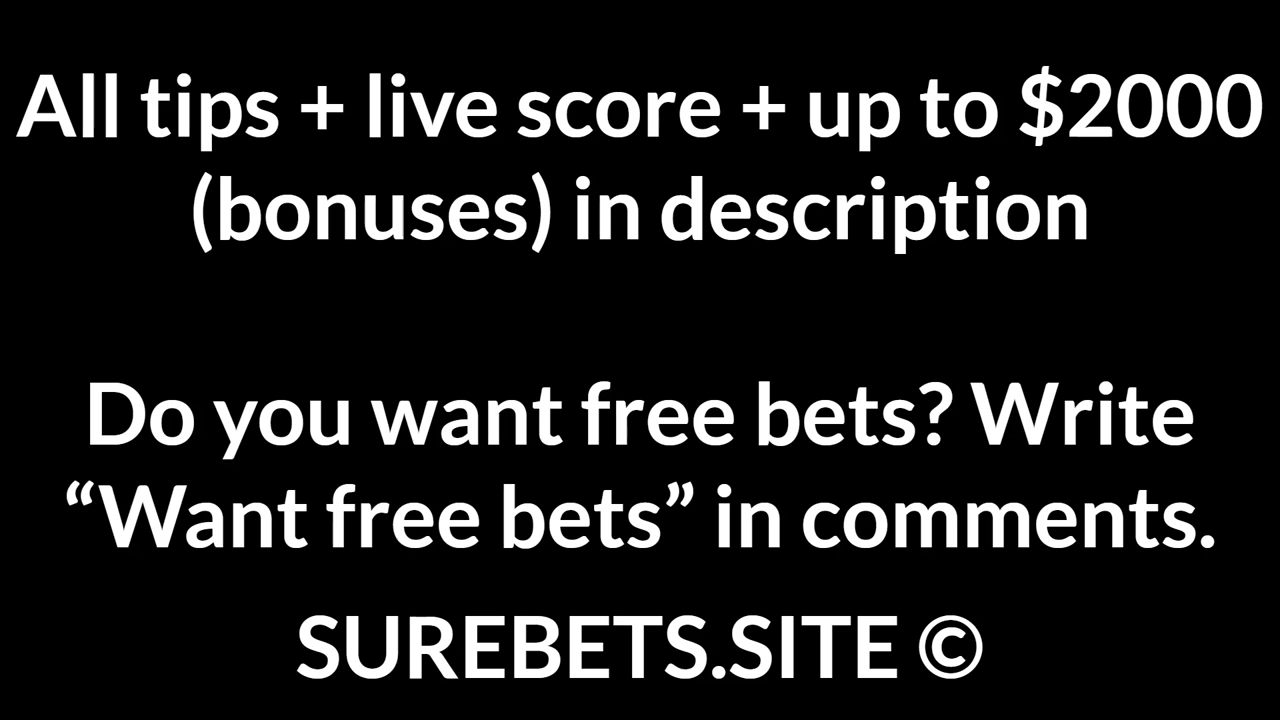 All tips + live score + up to $2000
(bonuses) in description
Do you want free bets? Write
“Want free bets” in comments.
SUREBETS.SITE ©